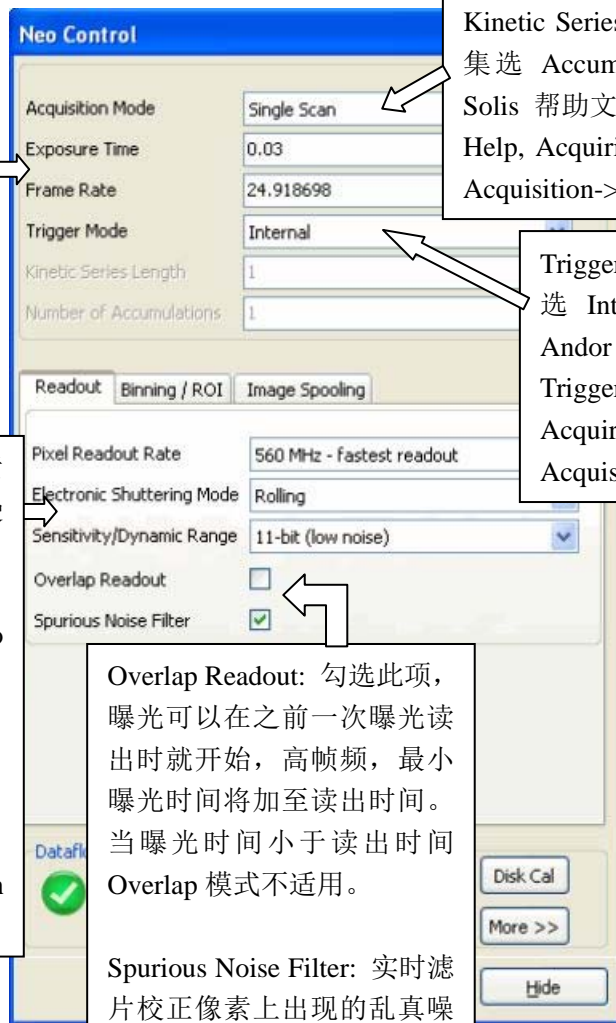 Neo Control
Kinetic Series
集选 Accum
Solis 帮助文
Help, Acquiri
Acquisition->
Acquisition Mode Single Scan
Exposure Time 0.03
Frame Rate 24.918698
Trigger Mode Internal
Kinetic Series Length 1
Number of Accumulations 1
Trigger
选 Int
Andor
Trigger
Acquir
Acquis
Readout Binning / ROI Image Spooling
Pixel Readout Rate 560 MHz - fastest readout
Electronic Shuttering Mode Rolling
Sensitivity/Dynamic Range 11-bit (low noise)
Overlap Readout
Spurious Noise Filter
Overlap Readout: 勾选此项，
曝光可以在之前一次曝光读
出时就开始，高帧频，最小
曝光时间将加至读出时间。
当曝光时间小于读出时间
Overlap 模式不适用。
Spurious Noise Filter: 实时滤
片校正像素上出现的乱真噪
Datafl
Disk Cal
More >>
Hide